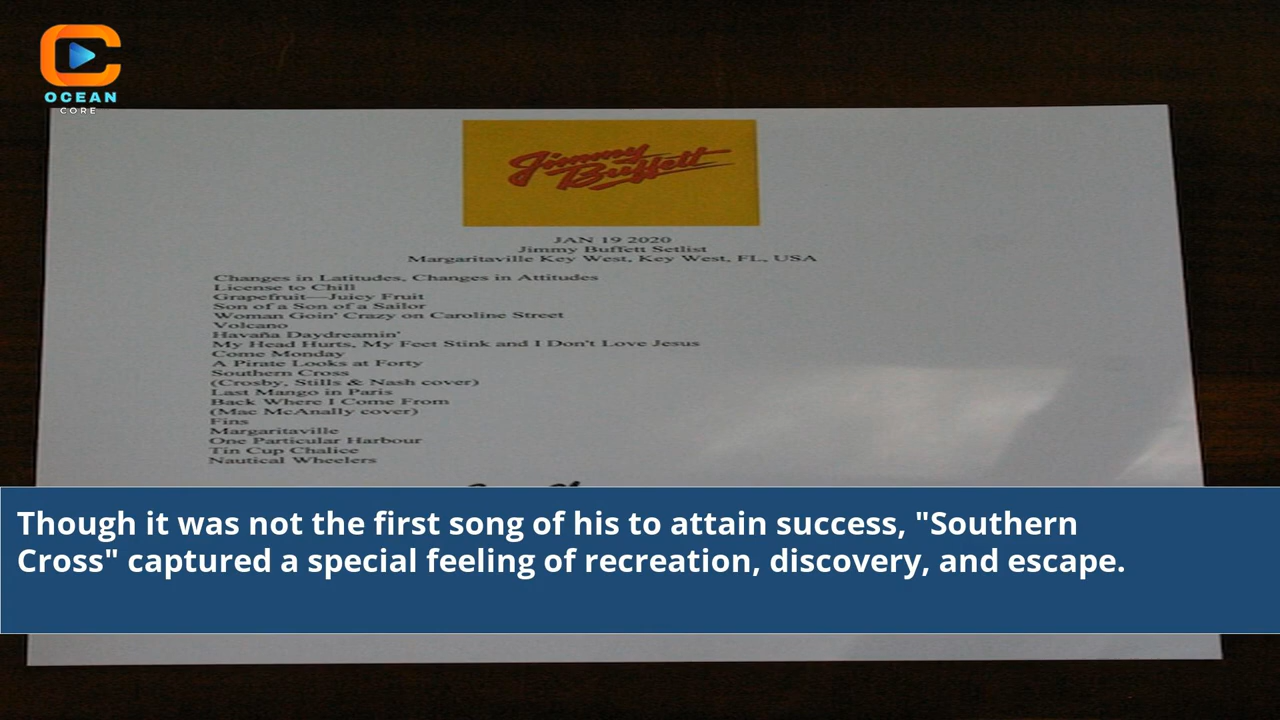 OCEAN
CORE
Jimmy
Buffett
JAN 19 2020
Jimmy Buffett Setlist
Margaritaville Key West, Key West, FL, USA
Changes in Latitudes, Changes in Attitudes
License to Chill
Grapefruit—Juicy Fruit
Son of a Son of a Sailor
Woman Goin' Crazy on Caroline Street
Volcano
Havaña Daydreamin'
My Head Hurts, My Feet Stink and I Don't Love Jesus
Come Monday
A Pirate Looks at Forty
Southern Cross
(Crosby, Stills & Nash cover)
Last Mango in Paris
Back Where I Come From
(Mac McAnally cover)
Fins
Margaritaville
One Particular Harbour
Tin Cup Chalice
Nautical Wheelers
Though it was not the first song of his to attain success, "Southern
Cross" captured a special feeling of recreation, discovery, and escape.